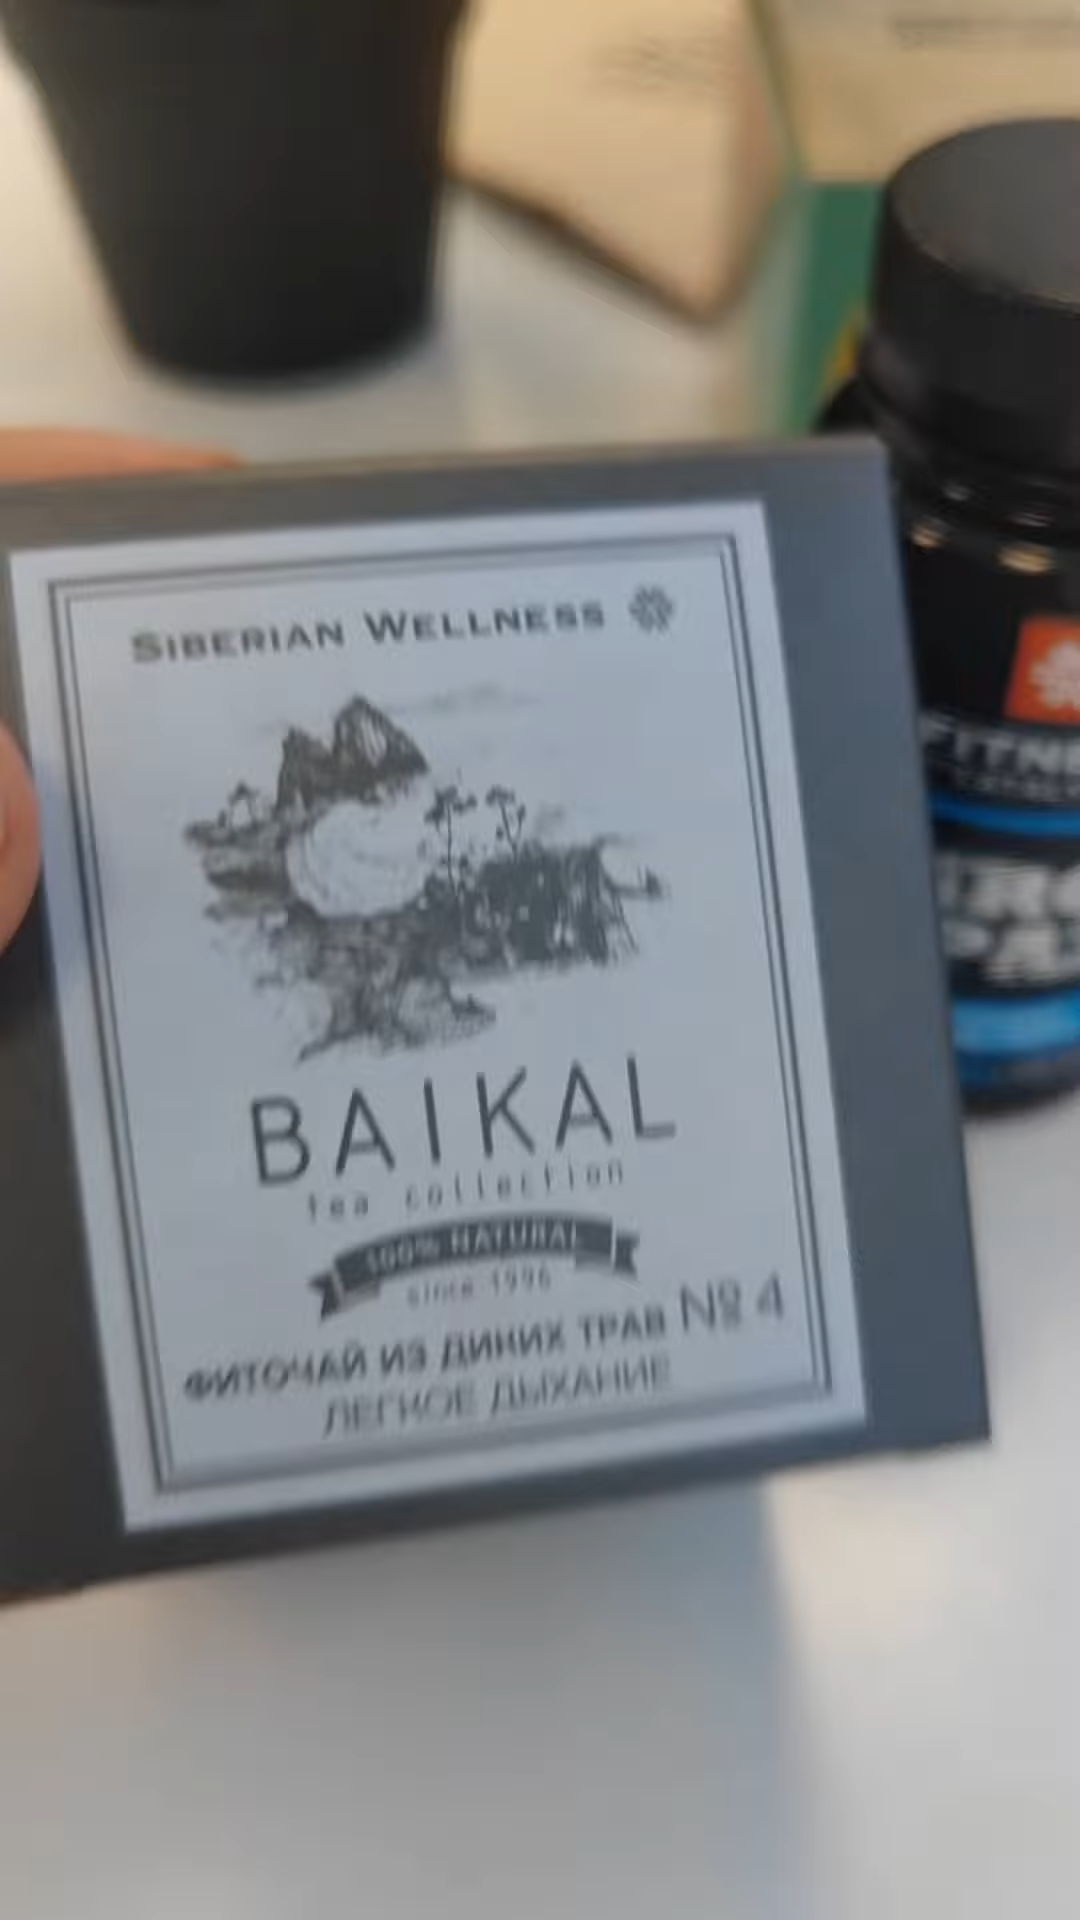 SIBERIAN WELLNESS
BAIKAL
tea collection
100% NATURAL
since 1996
ФИТОЧАЙ ИЗ ДИКИХ ТРАВ № 4
ЛЕГКОЕ ДЫХАНИЕ